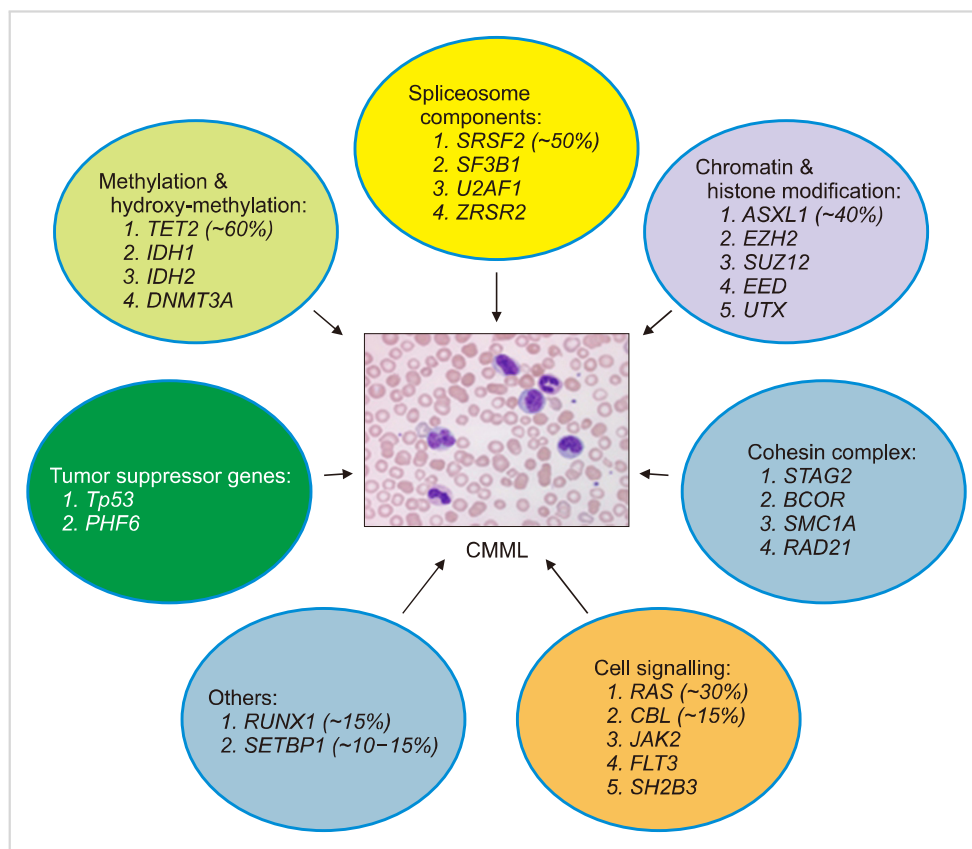 Spliceosome
components:
1. SRSF2 (~50%)
2. SF3B1
3. U2AF1
4. ZRSR2
Methylation &
hydroxy-methylation:
1. TET2 (~60%)
2. IDH1
3. IDH2
4. DNMT3A
Chromatin &
histone modification:
1. ASXL1 (~40%)
2. EZH2
3. SUZ12
4. EED
5. UTX
Tumor suppressor genes:
1. Tp53
2. PHF6
Cohesin complex:
1. STAG2
2. BCOR
3. SMC1A
4. RAD21
CMML
Others:
1. RUNX1 (~15%)
2. SETBP1 (~10−15%)
Cell signalling:
1. RAS (~30%)
2. CBL (~15%)
3. JAK2
4. FLT3
5. SH2B3